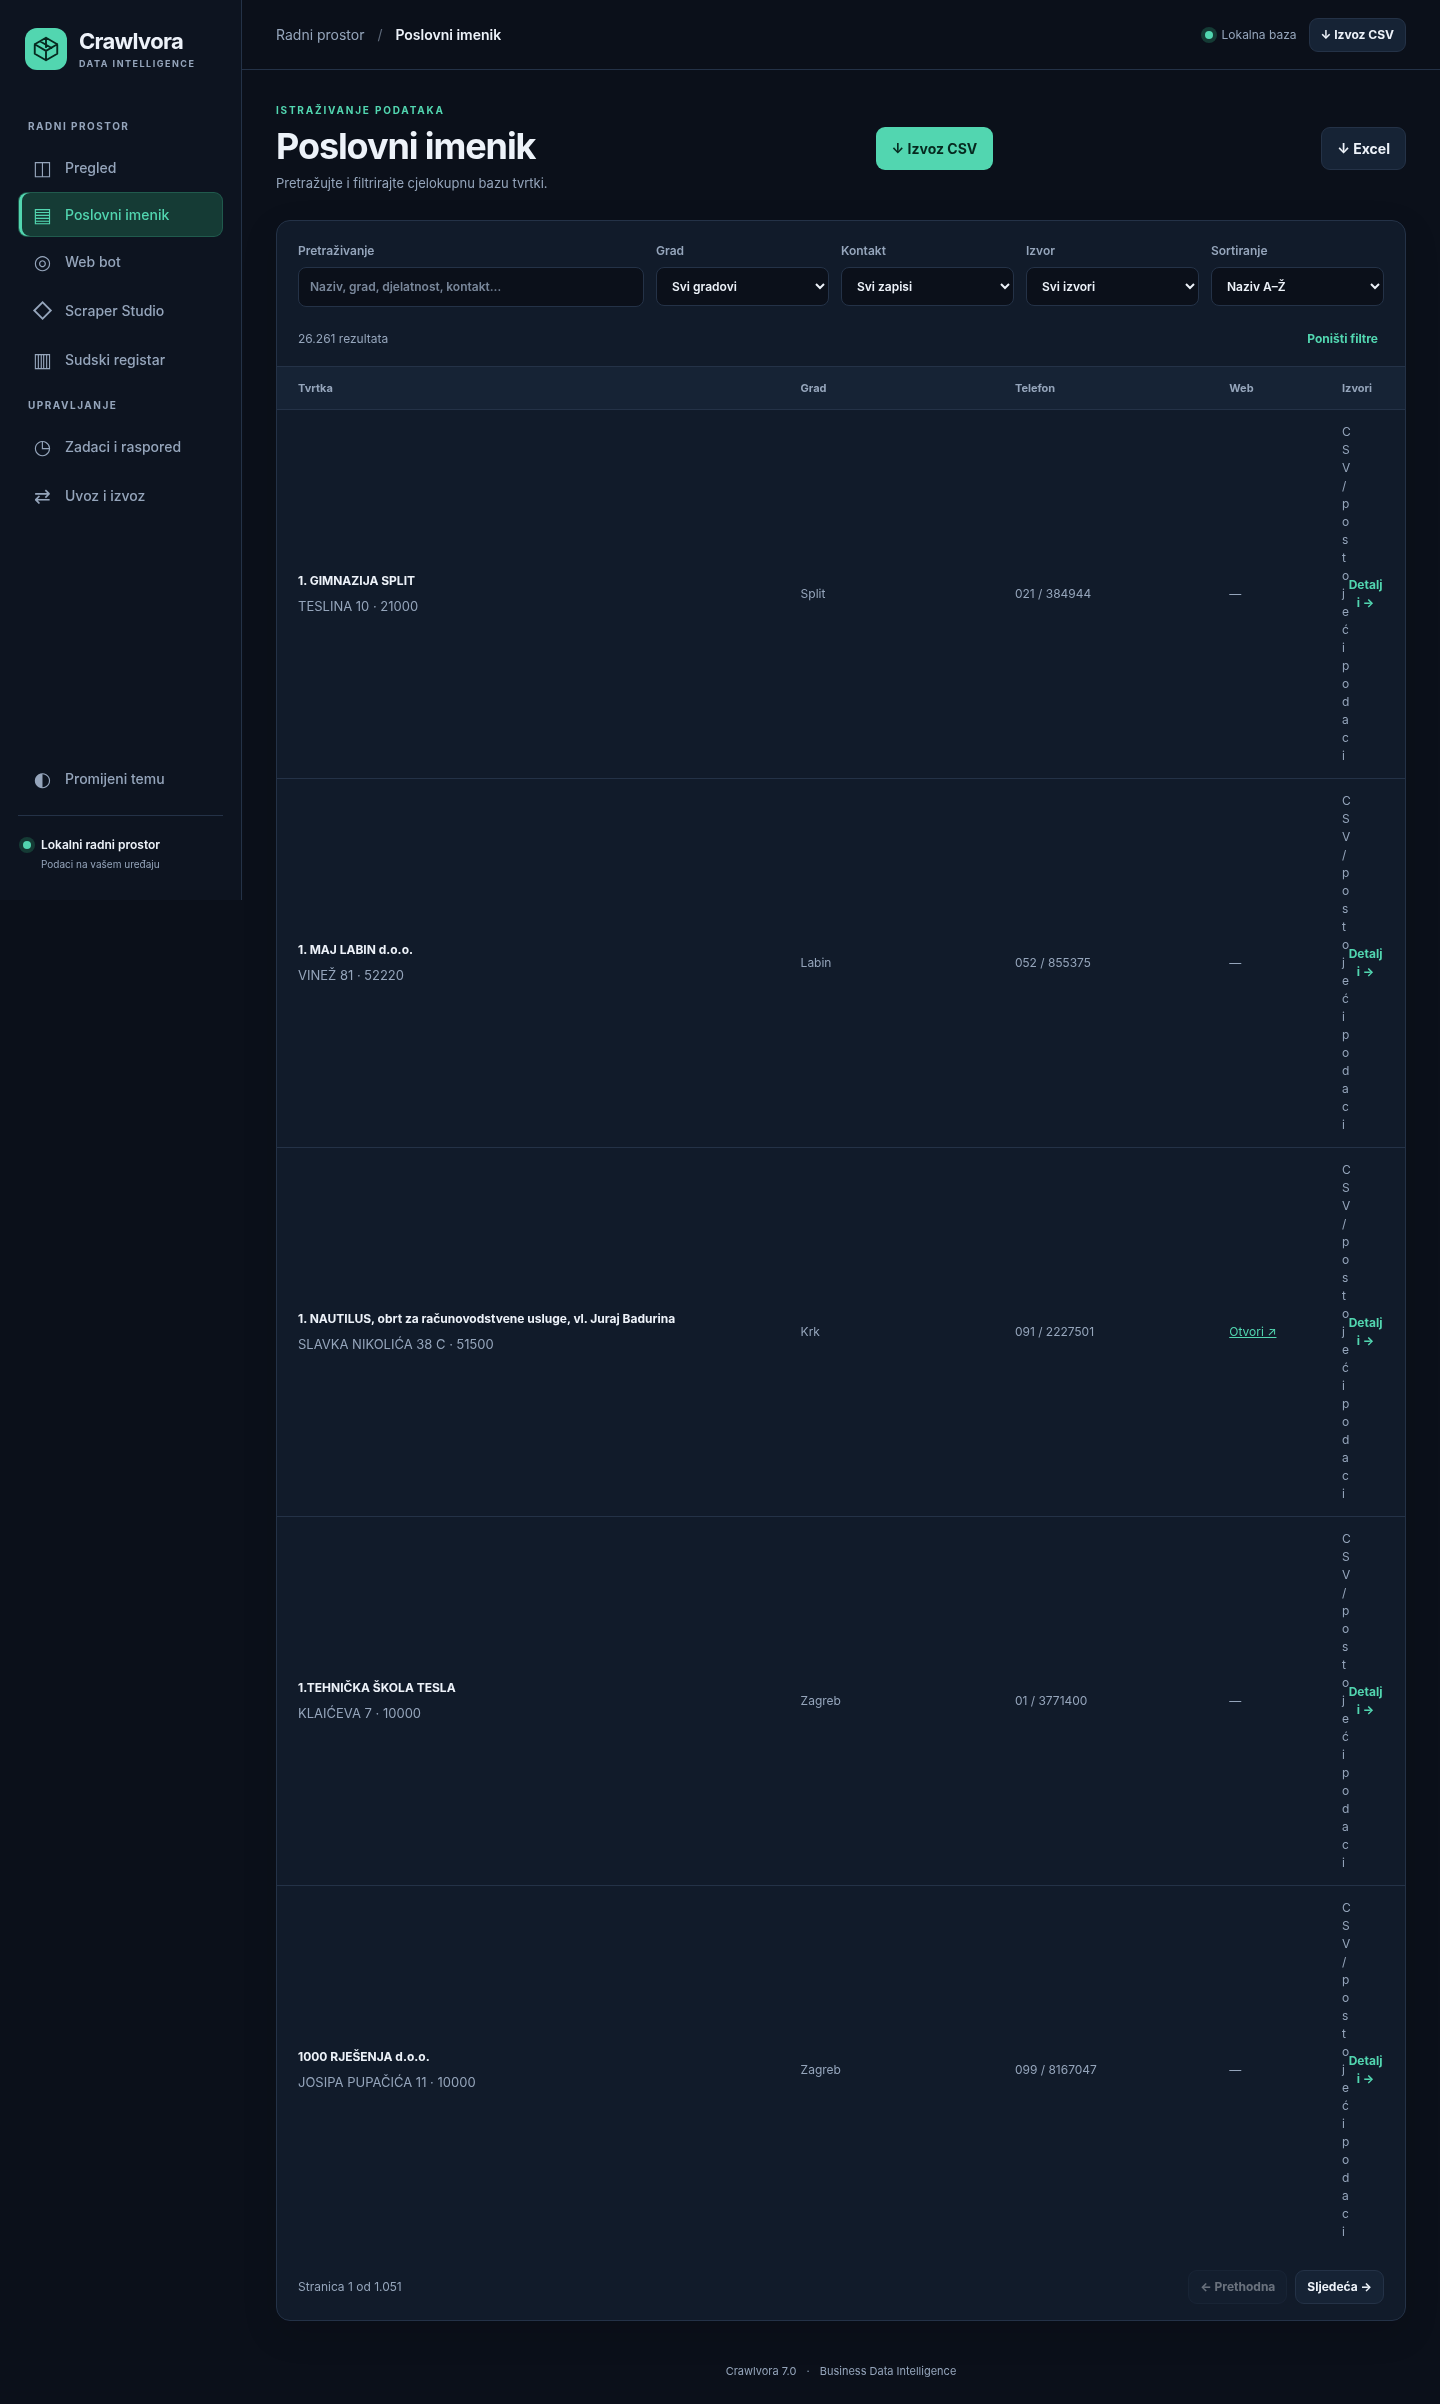 Crawlvora
DATA INTELLIGENCE
RADNI PROSTOR
Pregled
Poslovni imenik
Web bot
Scraper Studio
Sudski registar
UPRAVLJANJE
Zadaci i raspored
Uvoz i izvoz
Promijeni temu
Lokalni radni prostor
Podaci na vašem uređaju
Radni prostor / Poslovni imenik
Lokalna baza
↓ Izvoz CSV
ISTRAŽIVANJE PODATAKA
Poslovni imenik
Pretražujte i filtrirajte cjelokupnu bazu tvrtki.
↓ Izvoz CSV
↓ Excel
Pretraživanje Grad Kontakt Izvor Sortiranje
Naziv, grad, djelatnost, kontakt... Svi gradovi Svi zapisi Svi izvori Naziv A–Ž
26.261 rezultata Poništi filtre
Tvrtka Grad Telefon Web Izvori
1. GIMNAZIJA SPLIT
TESLINA 10 · 21000
Split 021 / 384944 —
CSV / postojeći podaci
Detalji →
1. MAJ LABIN d.o.o.
VINEŽ 81 · 52220
Labin 052 / 855375 —
CSV / postojeći podaci
Detalji →
1. NAUTILUS, obrt za računovodstvene usluge, vl. Juraj Badurina
SLAVKA NIKOLIĆA 38 C · 51500
Krk 091 / 2227501 Otvori ↗
CSV / postojeći podaci
Detalji →
1.TEHNIČKA ŠKOLA TESLA
KLAIĆEVA 7 · 10000
Zagreb 01 / 3771400 —
CSV / postojeći podaci
Detalji →
1000 RJEŠENJA d.o.o.
JOSIPA PUPAČIĆA 11 · 10000
Zagreb 099 / 8167047 —
CSV / postojeći podaci
Detalji →
Stranica 1 od 1.051 ← Prethodna Sljedeća →
Crawlvora 7.0 · Business Data Intelligence